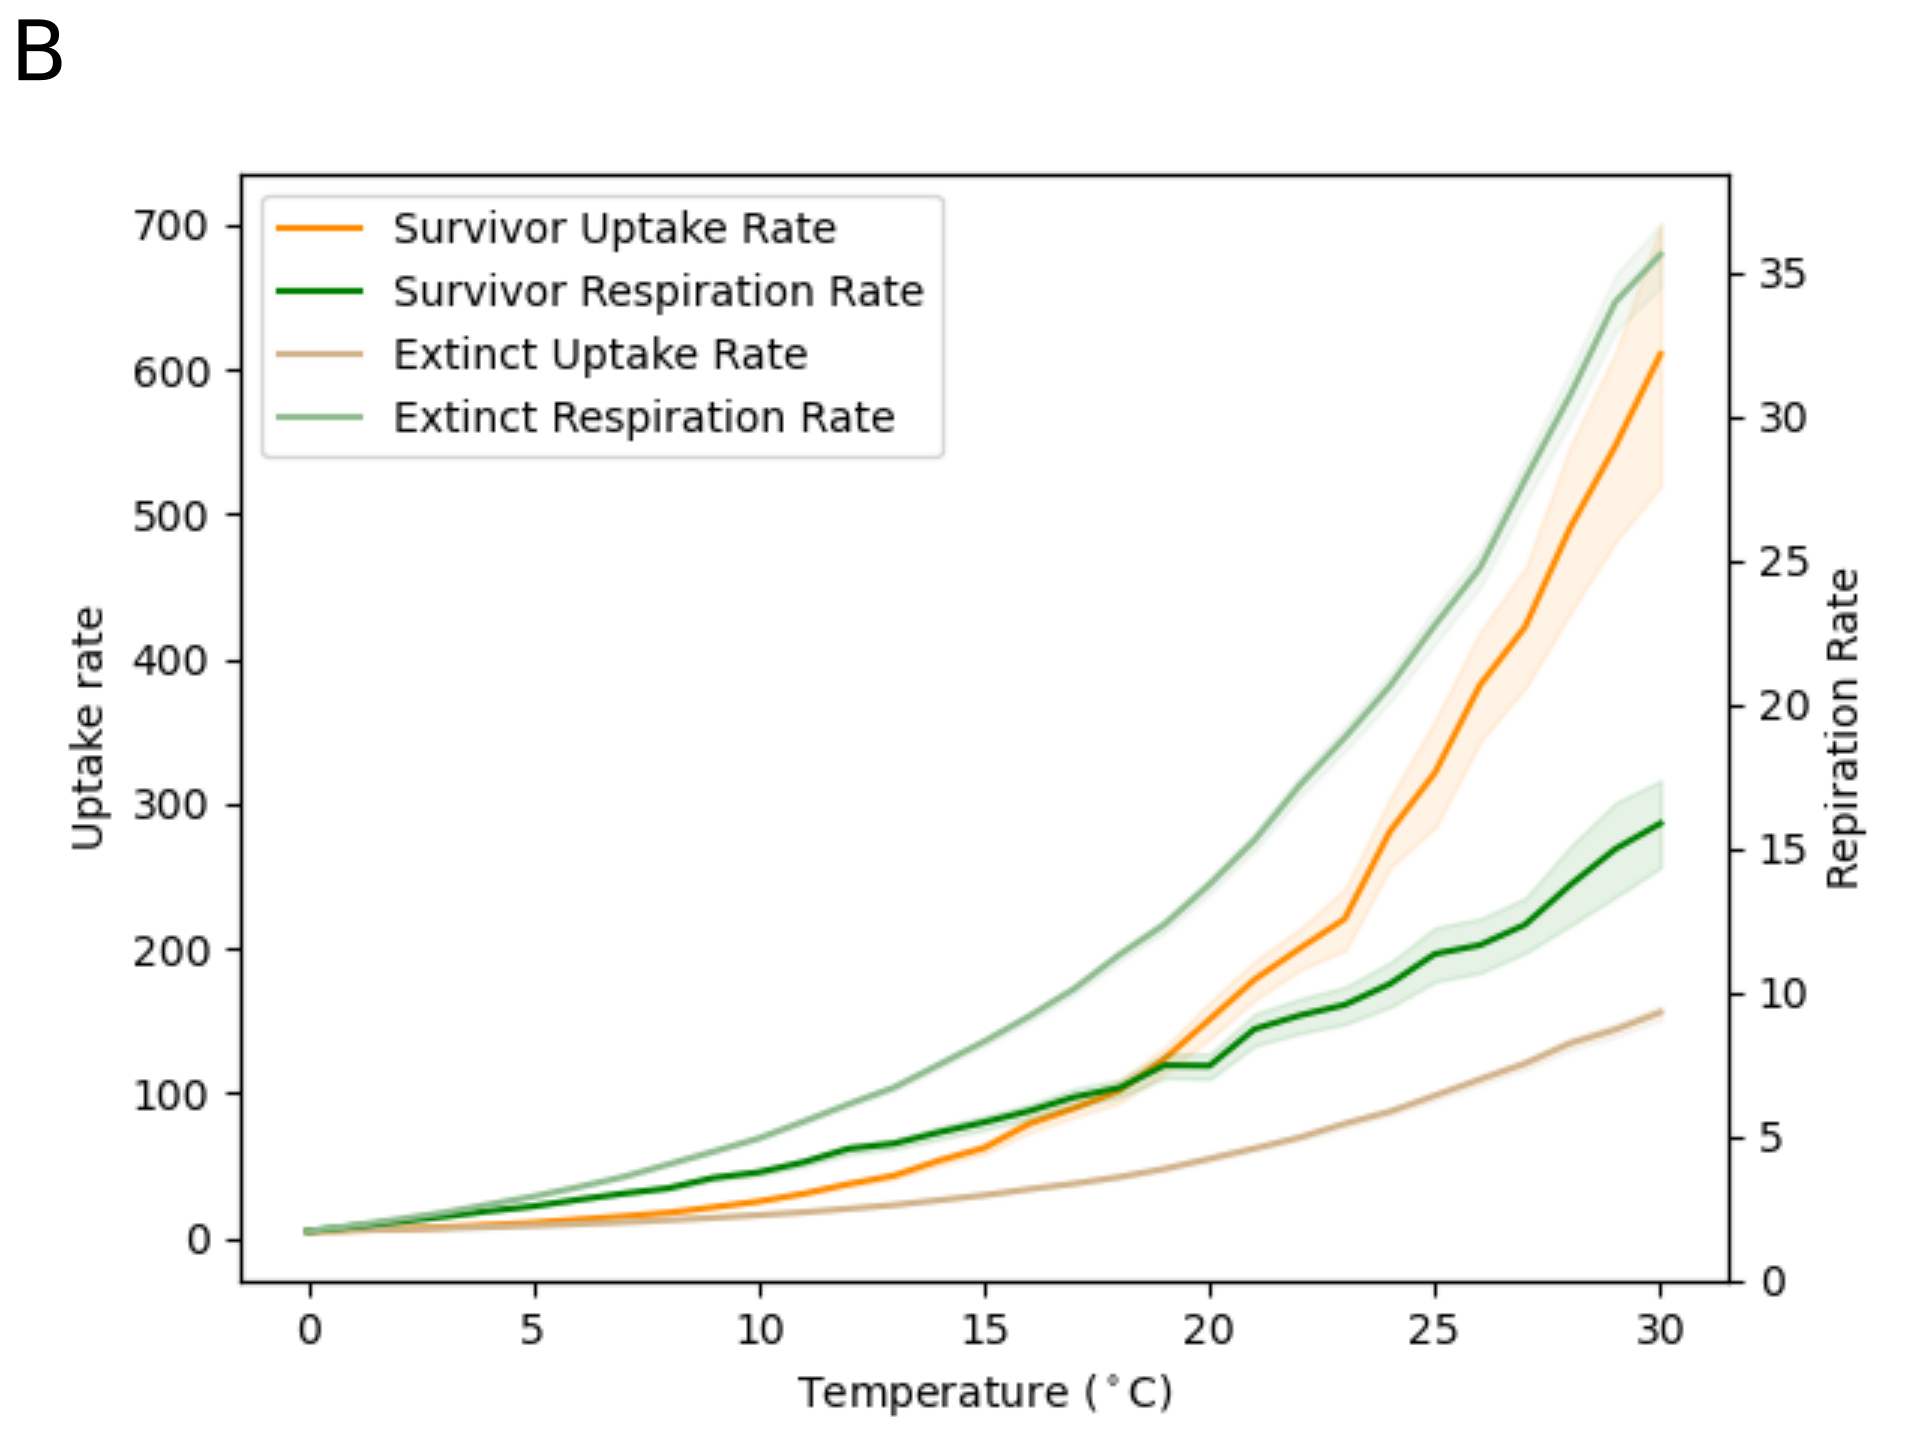 B
Survivor Uptake Rate
Survivor Respiration Rate
Extinct Uptake Rate
Extinct Respiration Rate
700
600
500
400
300
200
100
0
Uptake rate
35
30
25
20
15
10
5
0
Repiration Rate
0 5 10 15 20 25 30
Temperature (°C)